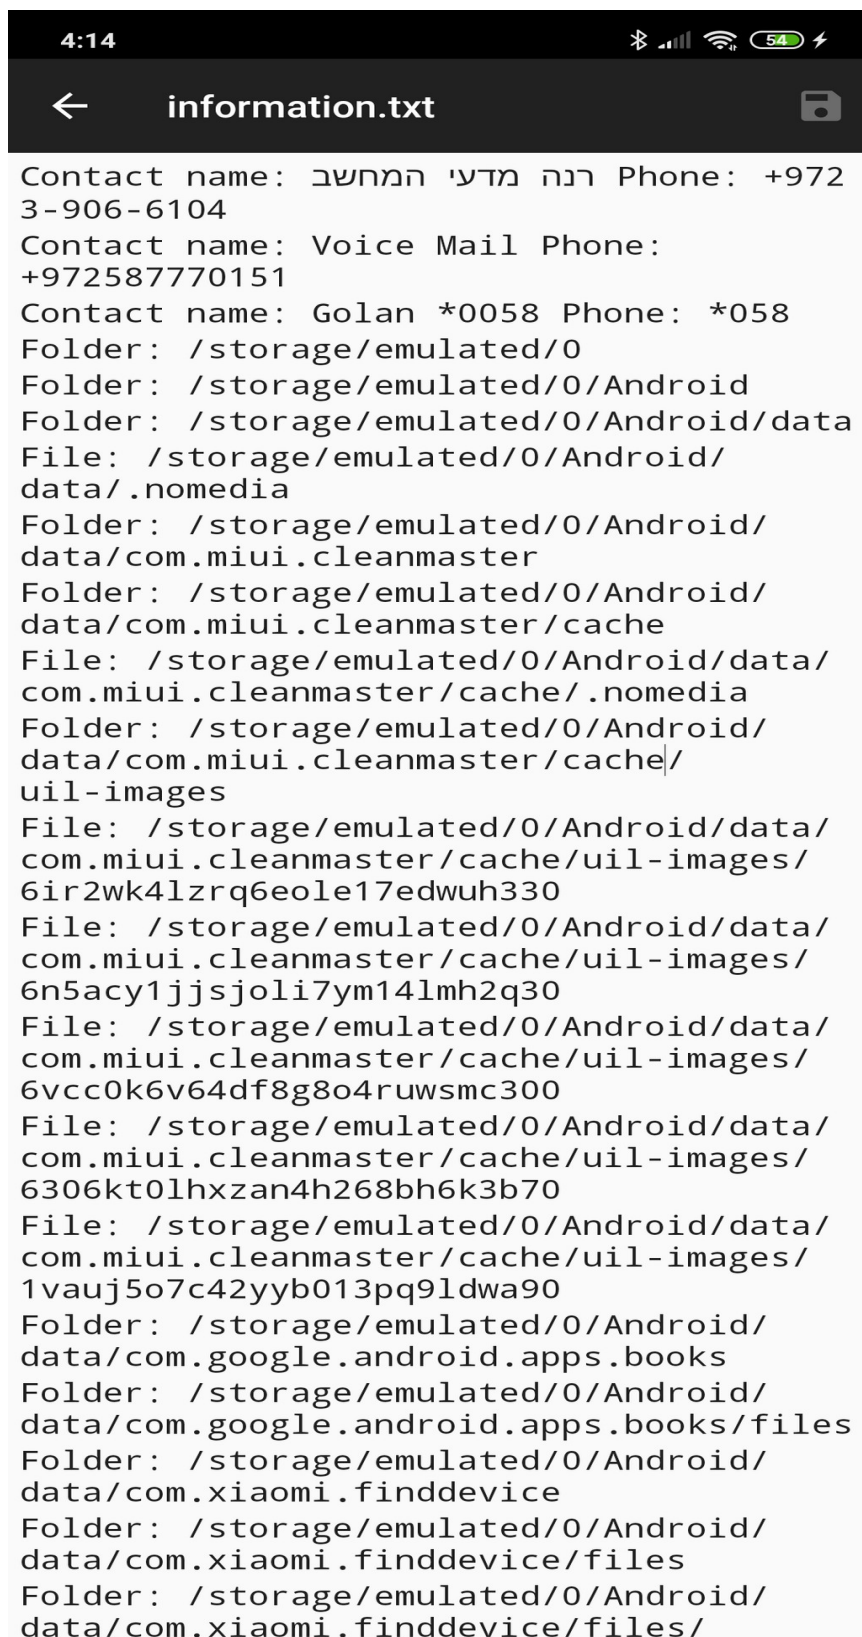 4:14
54
information.txt
Contact name: רנה מדעי המחשב Phone: +972
3-906-6104
Contact name: Voice Mail Phone:
+972587770151
Contact name: Golan *0058 Phone: *058
Folder: /storage/emulated/0
Folder: /storage/emulated/0/Android
Folder: /storage/emulated/0/Android/data
File: /storage/emulated/0/Android/
data/.nomedia
Folder: /storage/emulated/0/Android/
data/com.miui.cleanmaster
Folder: /storage/emulated/0/Android/
data/com.miui.cleanmaster/cache
File: /storage/emulated/0/Android/data/
com.miui.cleanmaster/cache/.nomedia
Folder: /storage/emulated/0/Android/
data/com.miui.cleanmaster/cache/
uil-images
File: /storage/emulated/0/Android/data/
com.miui.cleanmaster/cache/uil-images/
6ir2wk4lzrq6eole17edwuh330
File: /storage/emulated/0/Android/data/
com.miui.cleanmaster/cache/uil-images/
6n5acy1jjsjoli7ym14lmh2q30
File: /storage/emulated/0/Android/data/
com.miui.cleanmaster/cache/uil-images/
6vcc0k6v64df8g8o4ruwsmc300
File: /storage/emulated/0/Android/data/
com.miui.cleanmaster/cache/uil-images/
6306kt0lhxzan4h268bh6k3b70
File: /storage/emulated/0/Android/data/
com.miui.cleanmaster/cache/uil-images/
1vauj5o7c42yyb013pq9ldwa90
Folder: /storage/emulated/0/Android/
data/com.google.android.apps.books
Folder: /storage/emulated/0/Android/
data/com.google.android.apps.books/files
Folder: /storage/emulated/0/Android/
data/com.xiaomi.finddevice
Folder: /storage/emulated/0/Android/
data/com.xiaomi.finddevice/files
Folder: /storage/emulated/0/Android/
data/com.xiaomi.finddevice/files/